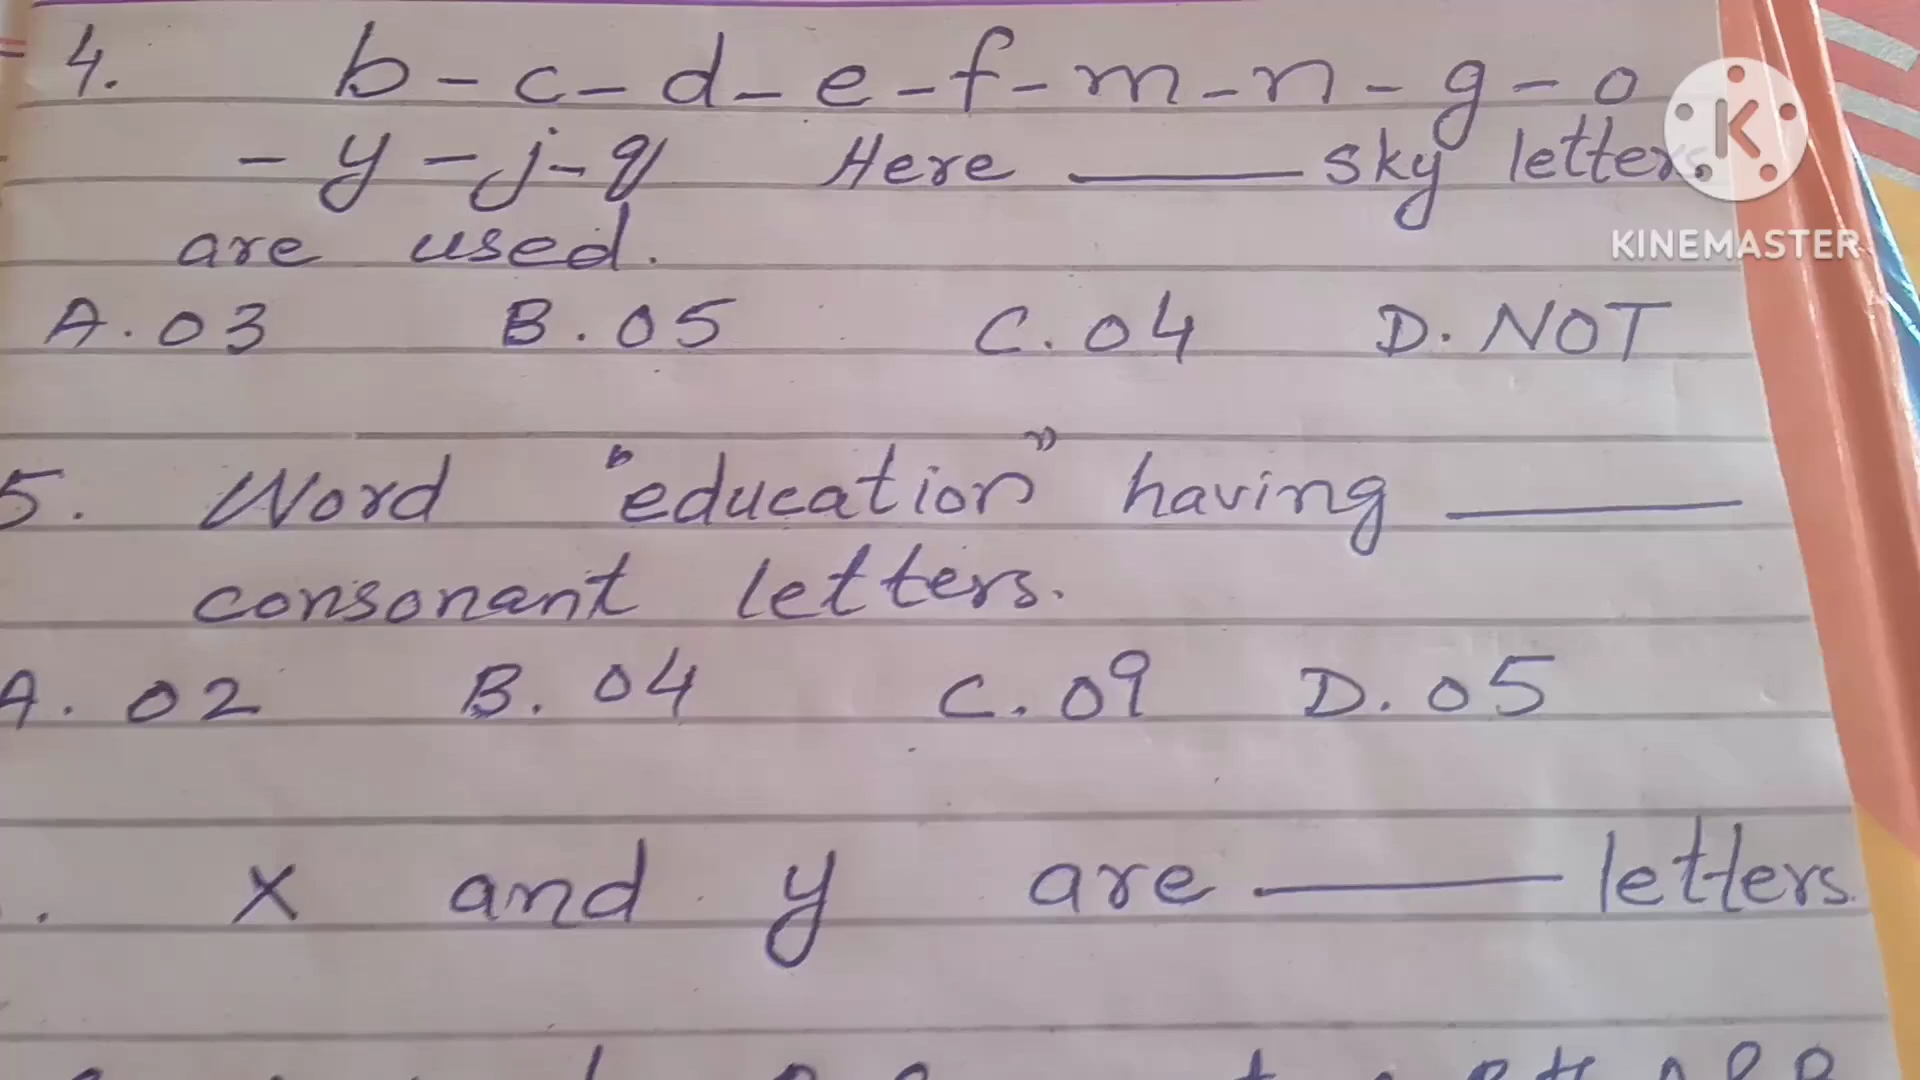 4. b - c - d - e - f - m - n - g - o
- y - j - q Here ____ sky letters
are used.
A. 03 B. 05 C. 04 D. NOT
5. Word "education" having ____
consonant letters.
A. 02 B. 04 C. 09 D. 05
. x and y are ____ letters.
KINEMASTER